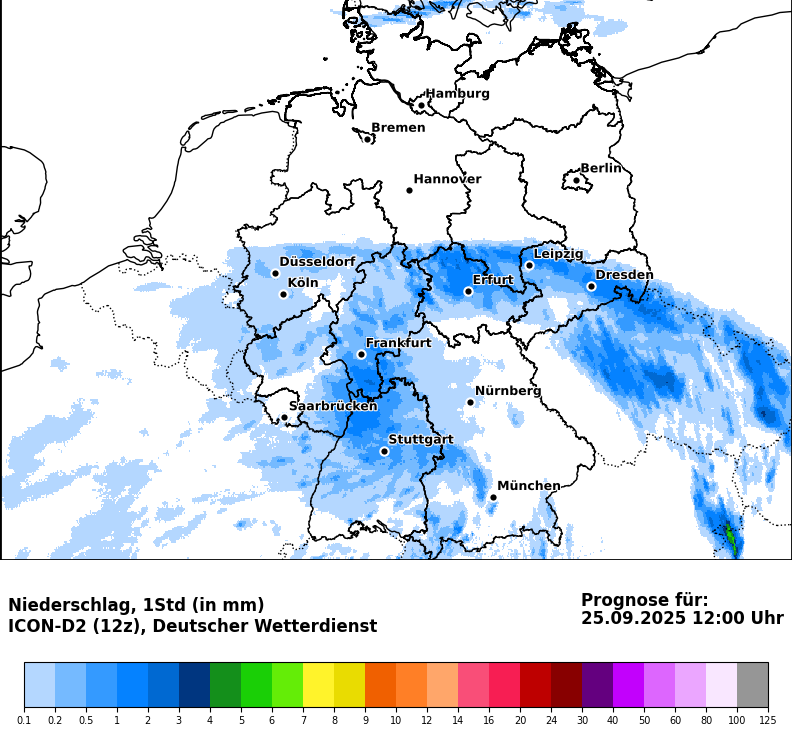 Hamburg
Bremen
Berlin
Hannover
Leipzig
Düsseldorf
Dresden
Köln
Erfurt
Frankfurt
Nürnberg
Saarbrücken
Stuttgart
München
Niederschlag, 1Std (in mm)
ICON-D2 (12z), Deutscher Wetterdienst
Prognose für:
25.09.2025 12:00 Uhr
0.1 0.2 0.5 1 2 3 4 5 6 7 8 9 10 12 14 16 20 24 30 40 50 60 80 100 125